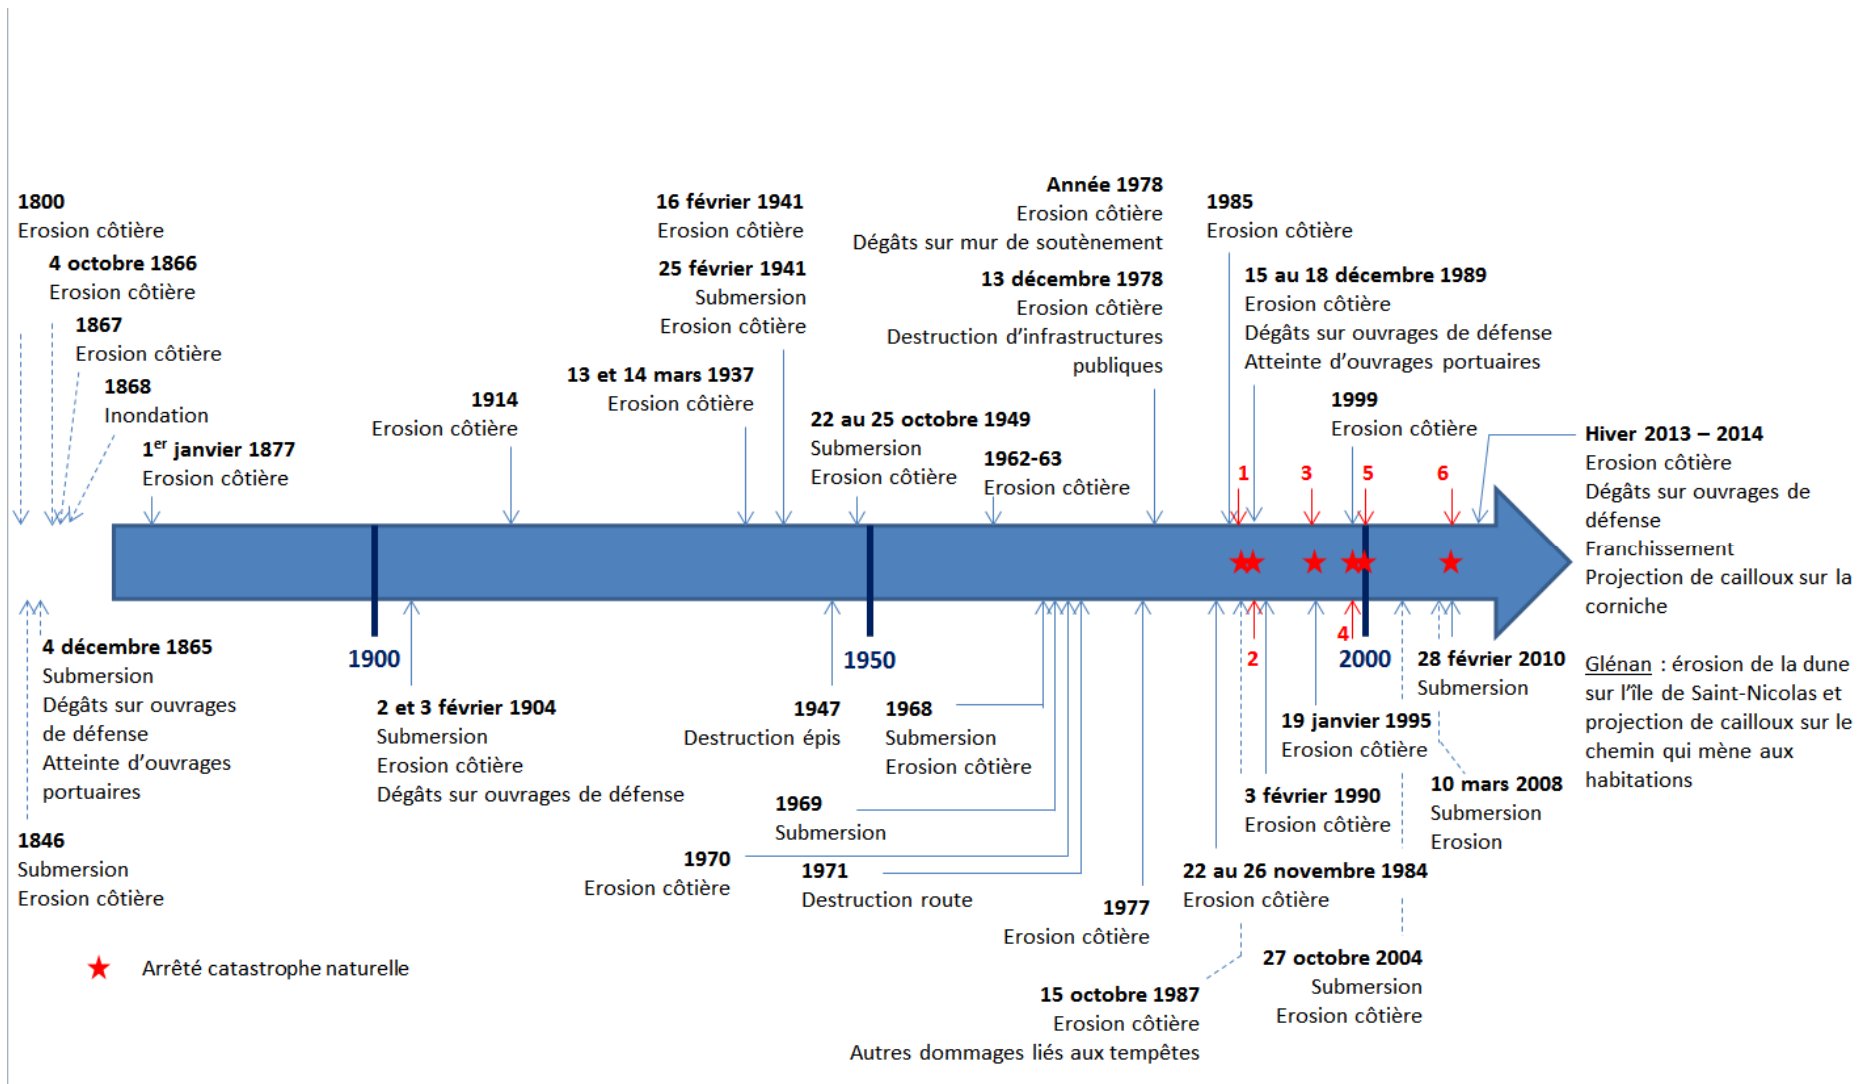 1800
Erosion côtière
4 octobre 1866
Erosion côtière
1867
Erosion côtière
1868
Inondation
1er janvier 1877
Erosion côtière
1914
Erosion côtière
13 et 14 mars 1937
Erosion côtière
16 février 1941
Erosion côtière
25 février 1941
Submersion
Erosion côtière
22 au 25 octobre 1949
Submersion
Erosion côtière
1962-63
Erosion côtière
Année 1978
Erosion côtière
Dégâts sur mur de soutènement
13 décembre 1978
Erosion côtière
Destruction d'infrastructures
publiques
1985
Erosion côtière
15 au 18 décembre 1989
Erosion côtière
Dégâts sur ouvrages de défense
Atteinte d'ouvrages portuaires
1999
Erosion côtière
1
3
5
6
Hiver 2013 – 2014
Erosion côtière
Dégâts sur ouvrages de
défense
Franchissement
Projection de cailloux sur la
corniche
Glénan : érosion de la dune
sur l'île de Saint-Nicolas et
projection de cailloux sur le
chemin qui mène aux
habitations
1900
1950
2000
2
4
4 décembre 1865
Submersion
Dégâts sur ouvrages
de défense
Atteinte d'ouvrages
portuaires
1846
Submersion
Erosion côtière
2 et 3 février 1904
Submersion
Erosion côtière
Dégâts sur ouvrages de défense
1947
Destruction épis
1968
Submersion
Erosion côtière
1969
Submersion
1970
Erosion côtière
1971
Destruction route
1977
Erosion côtière
22 au 26 novembre 1984
Erosion côtière
15 octobre 1987
Erosion côtière
Autres dommages liés aux tempêtes
3 février 1990
Erosion côtière
19 janvier 1995
Erosion côtière
27 octobre 2004
Submersion
Erosion côtière
10 mars 2008
Submersion
Erosion
28 février 2010
Submersion
Arrêté catastrophe naturelle